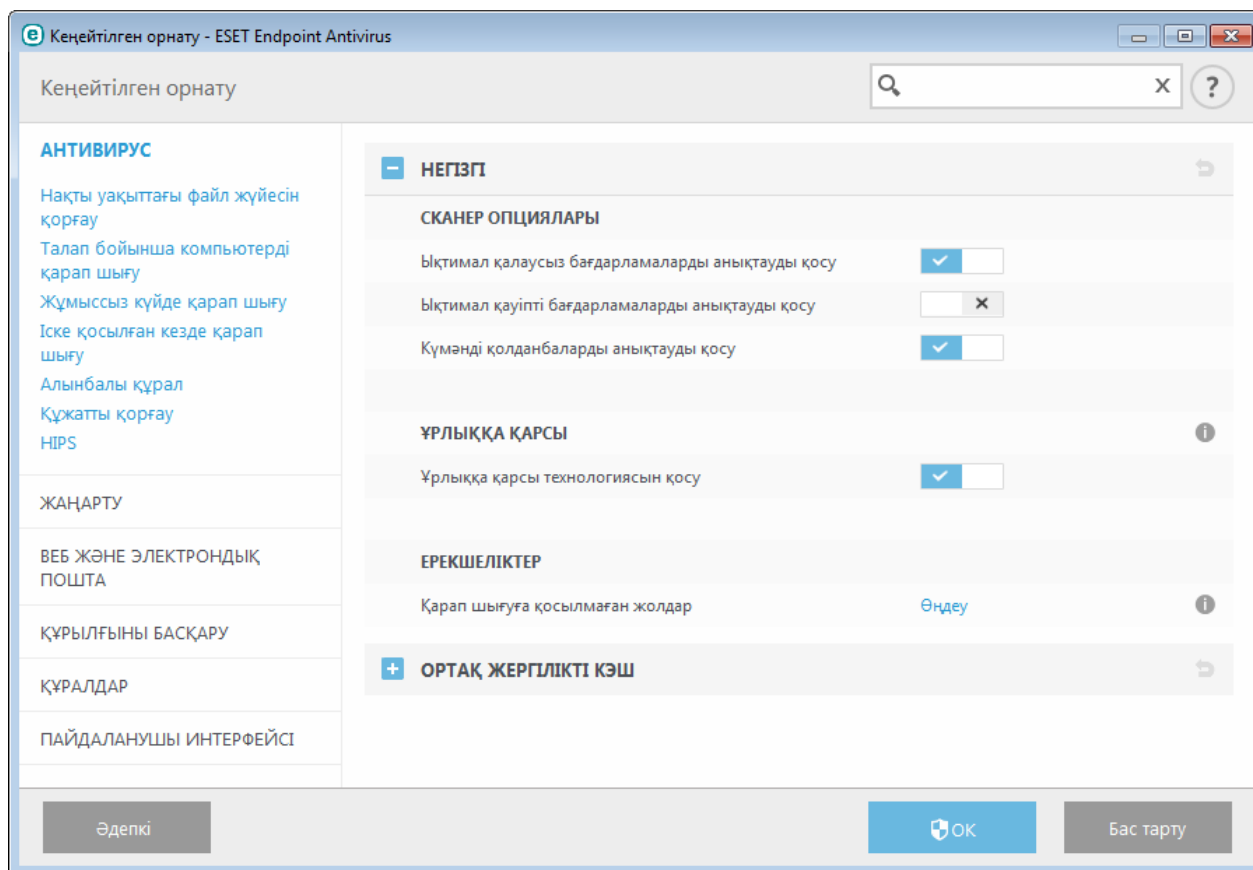 Кеңейтілген орнату - ESET Endpoint Antivirus
Кеңейтілген орнату
АНТИВИРУС
Нақты уақыттағы файл жүйесін
қорғау
Талап бойынша компьютерді
қарап шығу
Жұмыссыз күйде қарап шығу
Іске қосылған кезде қарап
шығу
Алынбалы құрал
Құжатты қорғау
HIPS
ЖАҢАРТУ
ВЕБ ЖӘНЕ ЭЛЕКТРОНДЫҚ
ПОШТА
ҚҰРЫЛҒЫНЫ БАСҚАРУ
ҚҰРАЛДАР
ПАЙДАЛАНУШЫ ИНТЕРФЕЙСІ
НЕГІЗГІ
СКАНЕР ОПЦИЯЛАРЫ
Ықтимал қалаусыз бағдарламаларды анықтауды қосу
Ықтимал қауіпті бағдарламаларды анықтауды қосу
Күмәнді қолданбаларды анықтауды қосу
ҰРЛЫҚҚА ҚАРСЫ
Ұрлыққа қарсы технологиясын қосу
ЕРЕКШЕЛІКТЕР
Қарап шығуға қосылмаған жолдар Өңдеу
ОРТАҚ ЖЕРГІЛІКТІ КЭШ
Әдепкі
ОК
Бас тарту